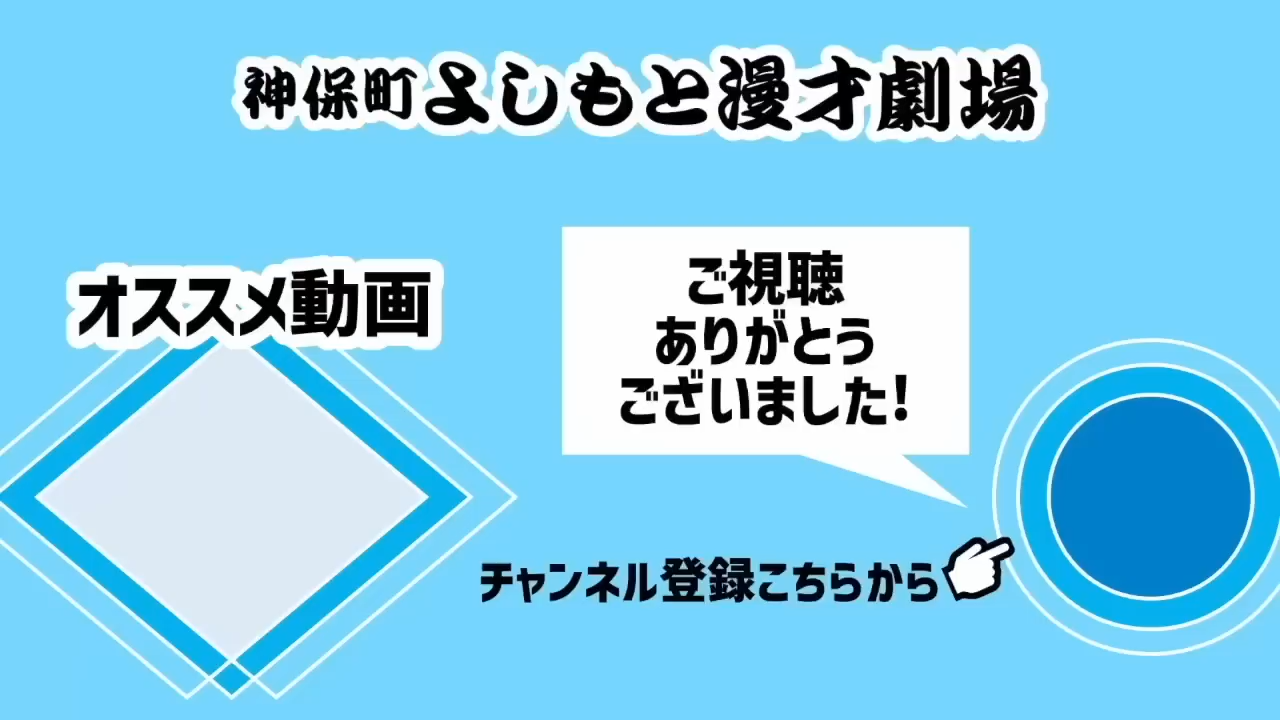 神保町よしもと漫才劇場
オススメ動画
ご視聴
ありがとう
ございました!
チャンネル登録こちらから